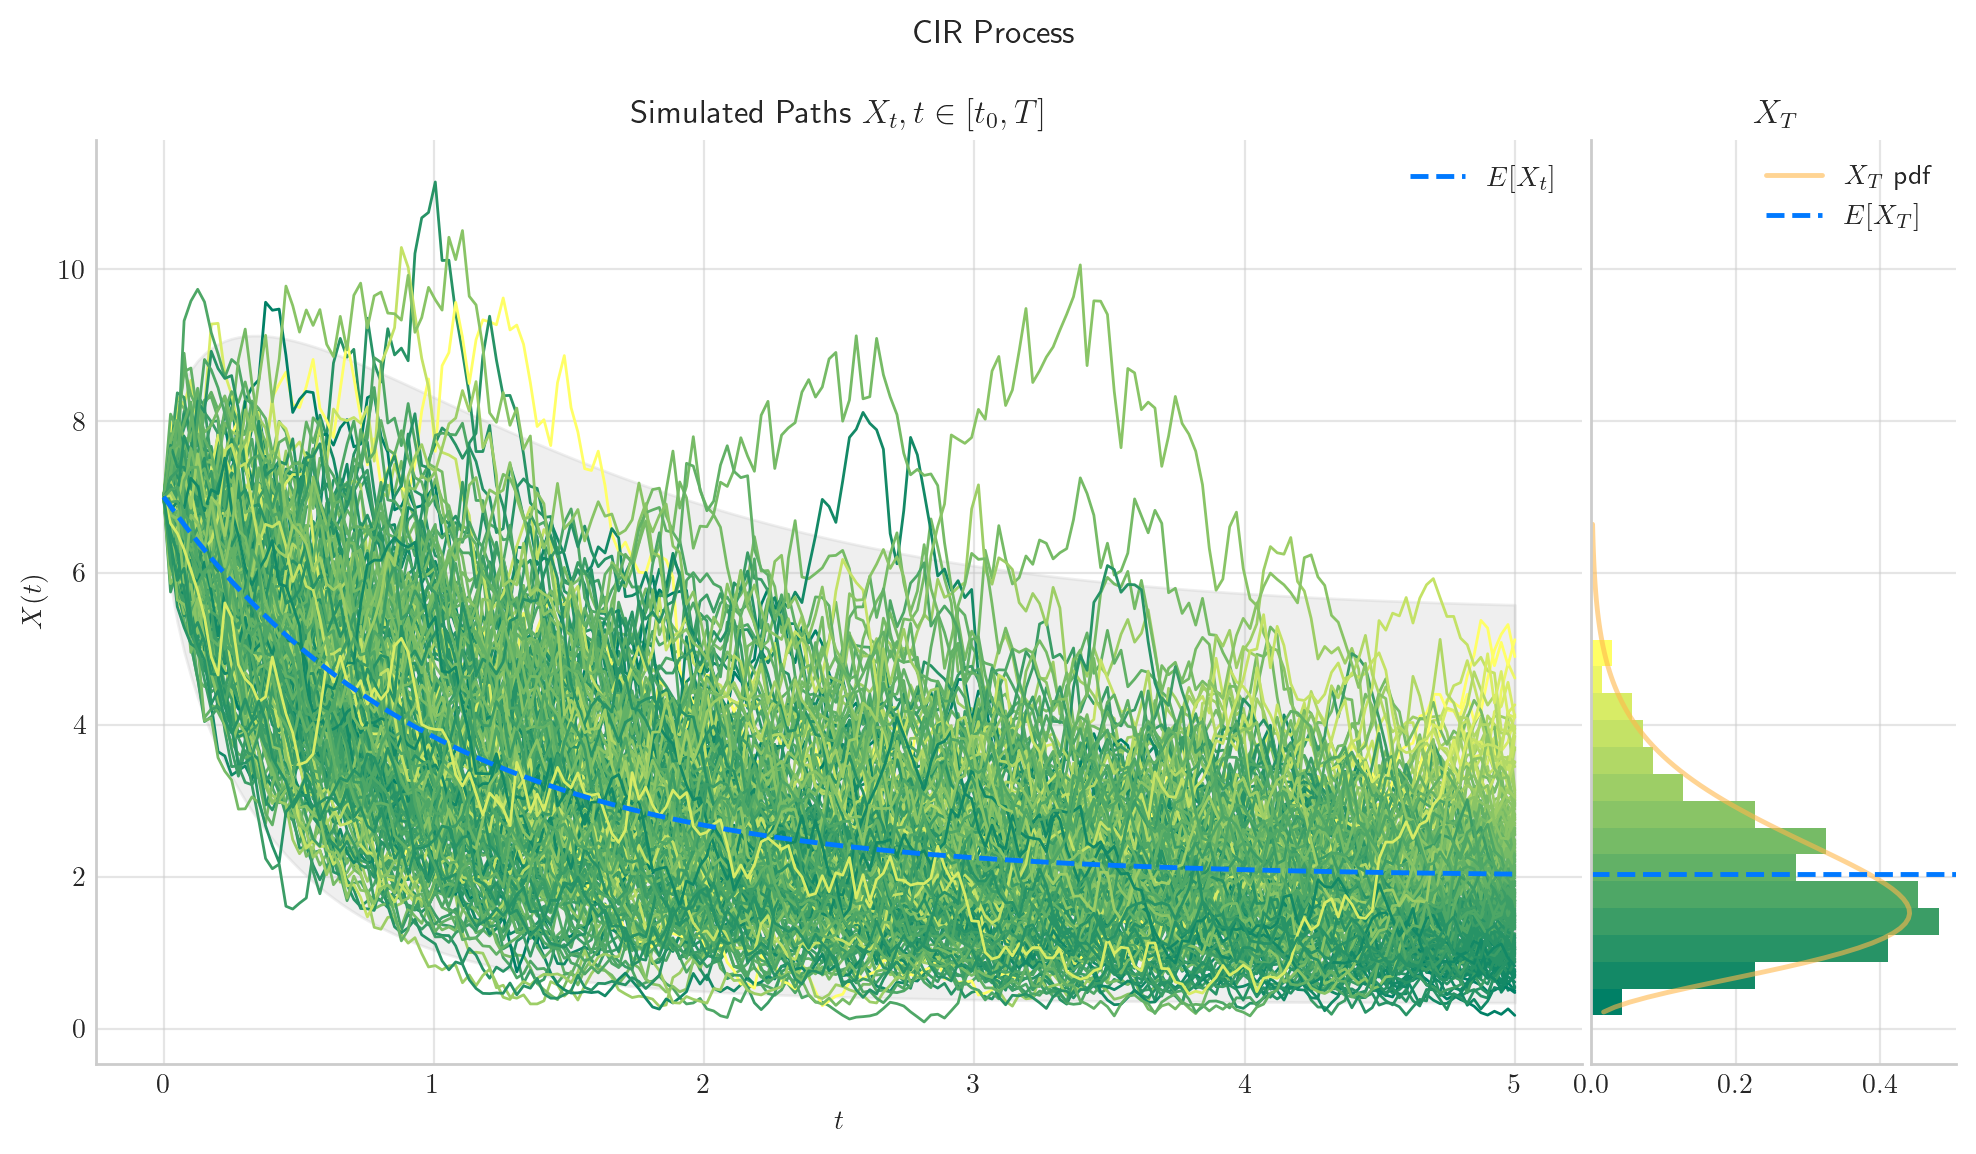 CIR Process
Simulated Paths $X_t, t \in [t_0, T]$
$X_T$
$E[X_t]$
$X_T$ pdf
$E[X_T]$
$X(t)$
10
8
6
4
2
0
0 1 2 3 4 5
0.0 0.2 0.4
$t$